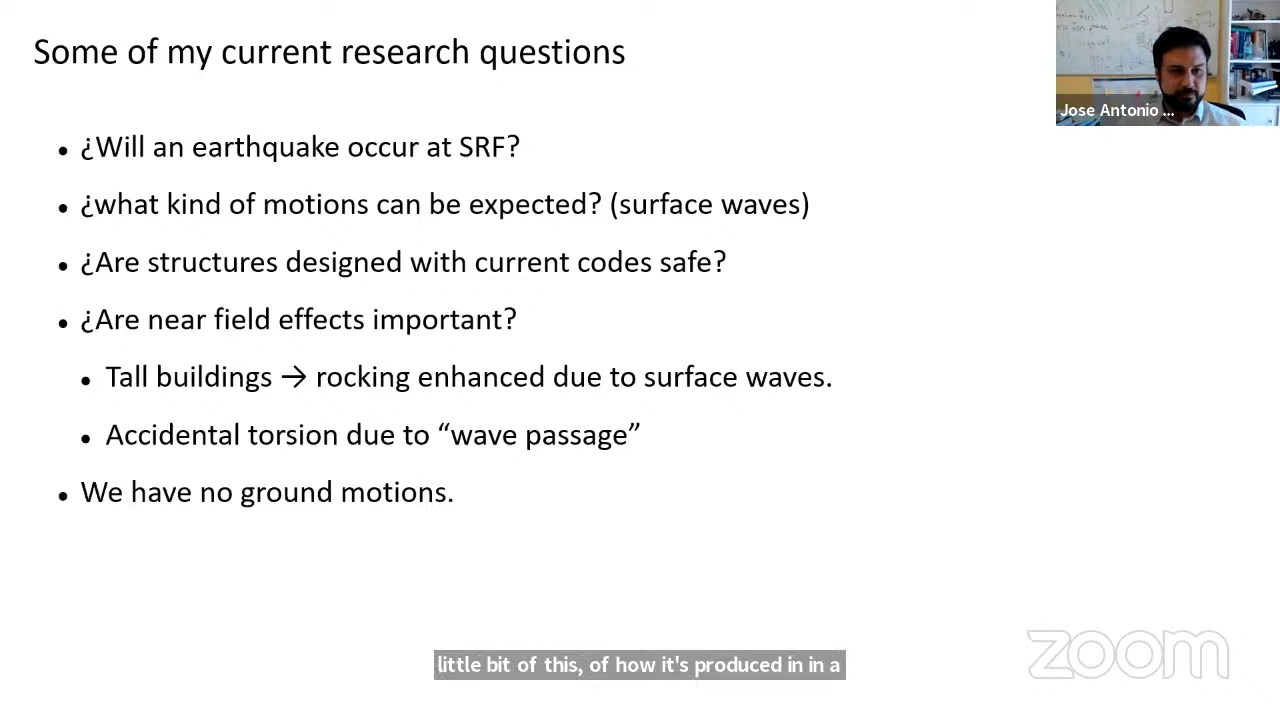 Some of my current research questions
Jose Antonio ...
• ¿Will an earthquake occur at SRF?
• ¿what kind of motions can be expected? (surface waves)
• ¿Are structures designed with current codes safe?
• ¿Are near field effects important?
• Tall buildings → rocking enhanced due to surface waves.
• Accidental torsion due to “wave passage”
• We have no ground motions.
little bit of this, of how it's produced in in a
zoom